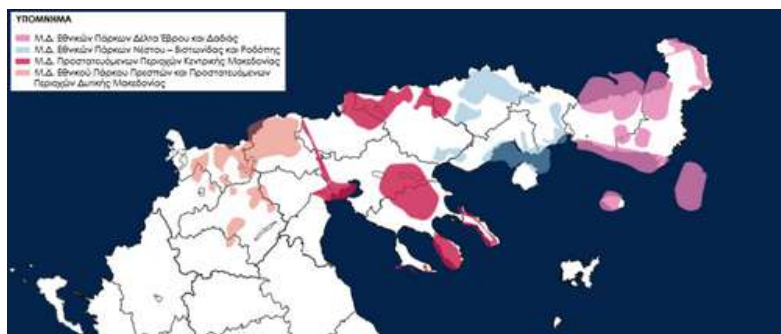 ΥΠΟΜΝΗΜΑ
Μ.Δ. Εθνικών Πάρκων Δέλτα Έβρου και Δαδιάς
Μ.Δ. Εθνικών Πάρκων Νέστου – Βιστωνίδας και Ροδόπης
Μ.Δ. Προστατευόμενων Περιοχών Κεντρικής Μακεδονίας
Μ.Δ. Εθνικού Πάρκου Πρεσπών και Προστατευόμενων
Περιοχών Δυτικής Μακεδονίας